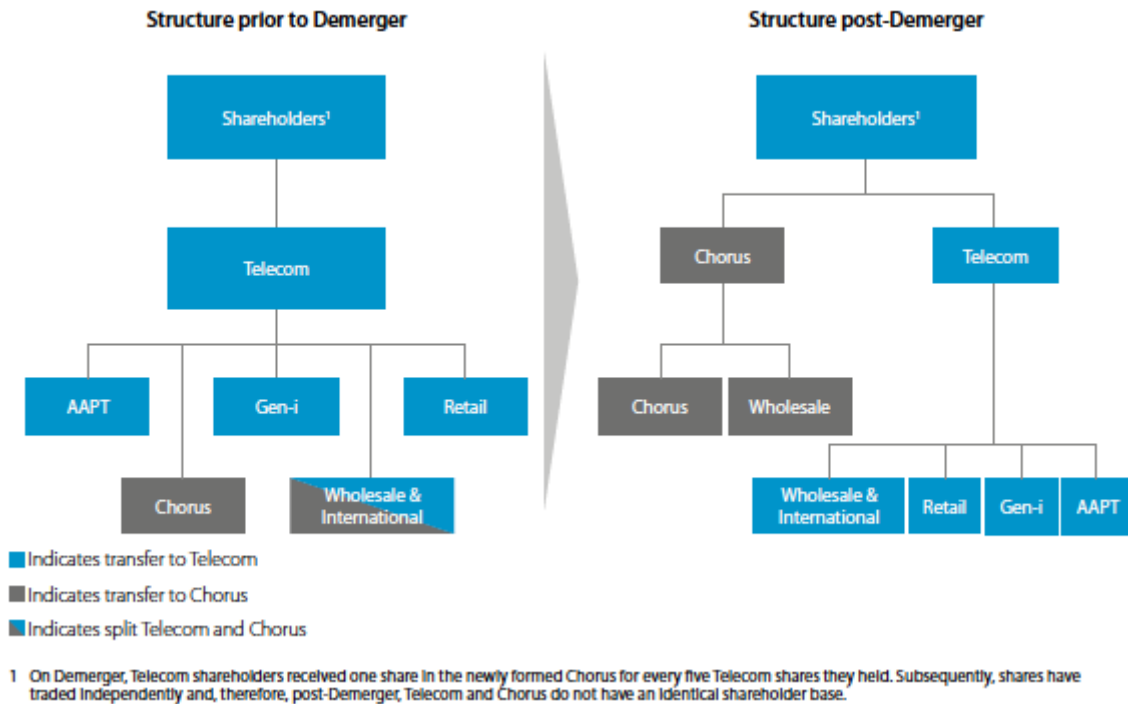 Structure prior to Demerger
Shareholders¹
Telecom
AAPT
Gen-i
Retail
Chorus
Wholesale &
International
Structure post-Demerger
Shareholders¹
Chorus
Telecom
Chorus
Wholesale
Wholesale &
International
Retail
Gen-i
AAPT
Indicates transfer to Telecom
Indicates transfer to Chorus
Indicates split Telecom and Chorus
1 On Demerger, Telecom shareholders received one share in the newly formed Chorus for every five Telecom shares they held. Subsequently, shares have
traded independently and, therefore, post-Demerger, Telecom and Chorus do not have an identical shareholder base.